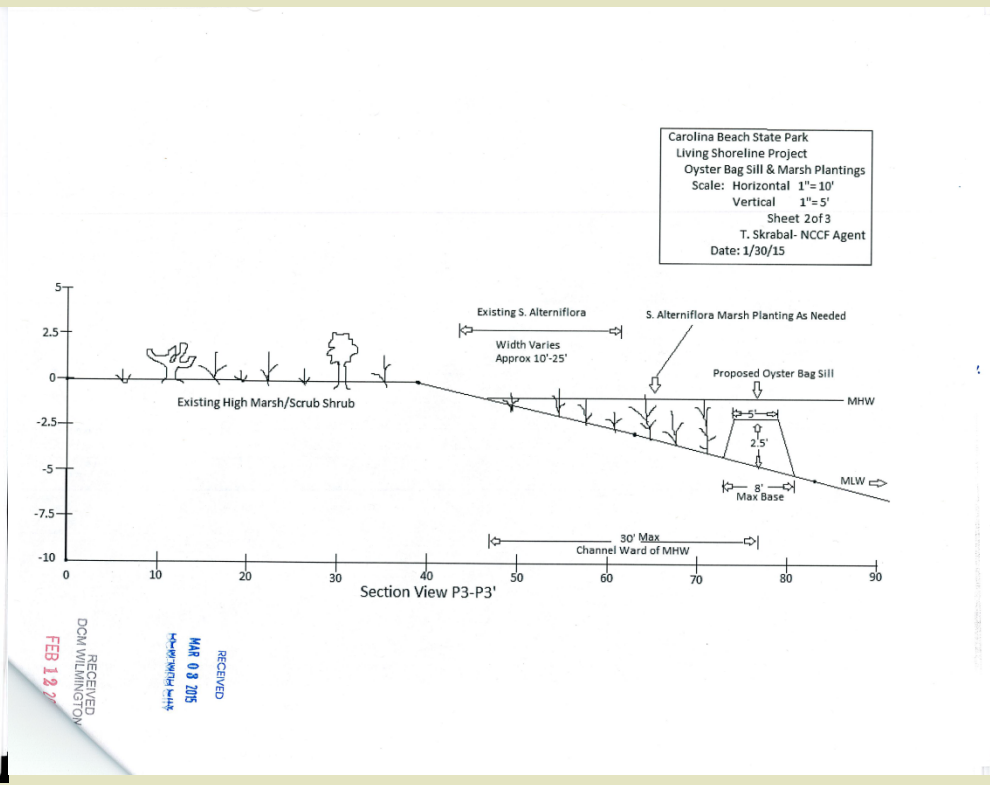 Carolina Beach State Park
Living Shoreline Project
Oyster Bag Sill & Marsh Plantings
Scale: Horizontal 1"= 10'
Vertical 1"= 5'
Sheet 2of3
T. Skrabal- NCCF Agent
Date: 1/30/15
5
2.5
0
-2.5
-5
-7.5
-10
Existing S. Alterniflora
Width Varies
Approx 10'-25'
S. Alterniflora Marsh Planting As Needed
Proposed Oyster Bag Sill
MHW
Existing High Marsh/Scrub Shrub
5'
2.5'
8'
Max Base
MLW
30' Max
Channel Ward of MHW
0
10
20
30
40
50
60
70
80
90
Section View P3-P3'
RECEIVED
DCM WILMINGTON
FEB 12
RECEIVED
MAR 08 2015